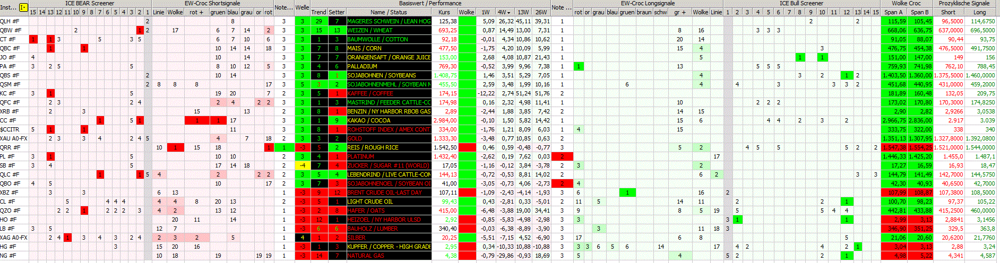 ICE BEAR Screener EW-Croc Shortsignale Note... Welle Basiswert / Performance Note ... EW-Croc Longsignale ICE Bull Screener Wolke Croc Prozyklische Signale
Inst... I 15 14 13 12 11 10 9 8 7 6 5 4 3 2 1 Linie Wolke rot + gruen blau grau or rot Trend Setter Name / Status Kurs Wolke 1W 4W 13W 26W rot or grau blau gruen braun schw gr + Wolke Linie 1 2 3 4 5 6 7 8 9 10 11 12 13 14 15 Span A Span B Short Long
QLH #F 2 8 3 3 29 7 MAGERES SCHWEIN / LEAN HOG 125,38 5,09 26,32 45,11 39,31 1 9 2 115,59 105,45 96,5000 114,6750
QBW #F 2 1 2 17 6 7 14 2 3 3 15 13 WEIZEN / WHEAT 693,25 0,87 14,49 13,00 7,31 1 8 16 4 3 3 668,06 636,75 637,0000 696,5000
CT #F 1 1 3 5 3 5 6 7 10 6 3 3 1 3 BAUMWOLLE / COTTON 92,18 -0,01 4,34 10,86 10,62 1 20 14 91,05 88,07 90,44 93,75
QBC #F 1 1 10 14 14 18 3 3 7 8 MAIS / CORN 477,50 -1,75 4,20 10,09 5,99 1 15 4 3 476,75 454,38 476,5000 491,7500
JO #F 4 10 14 3 3 7 7 ORANGENSAFT / ORANGE JUICE 153,00 2,68 4,08 10,87 21,43 1 5 1 1 151,00 147,00 149 156
PA #F 3 2 5 3 8 10 12 5 3 3 4 6 PALLADIUM 769,30 -0,52 3,99 9,96 7,38 1 1 13 5 5 6 759,93 741,98 762,10 788,45
QBS #F 1 10 14 3 3 8 1 SOJABOHNEN / SOYBEANS 1.408,75 1,46 3,51 5,29 7,05 1 4 3 2 1 2 1.403,50 1.360,00 1.375,5000 1.460,0000
QSM #F 2 8 8 8 17 3 5 3 2 SOJABOHNENMEHL / SOYBEAN M 455,50 2,59 3,48 1,99 10,16 1 6 4 4 3 3 3 2 451,68 440,95 431,0000 459,2000
KC #F 3 1 5 19 20 7 2 3 5 1 KAFFEE / COFFEE 174,15 -12,22 2,74 51,24 51,76 1 181,89 160,48 132,05 209,75
QFC #F 2 3 2 4 2 4 2 2 3 3 1 3 MASTRIND / FEEDER CATTLE-CO 174,98 0,16 2,32 4,98 11,41 1 10 2 2 2 173,02 170,80 170,3000 174,8250
XRB #F 2 3 15 13 2 3 8 1 BENZIN / NY HARBOR RBOB GAS 2,89 -2,44 1,88 3,85 7,42 1 14 15 2,90 2,82 2,9266 3,0538
CC #F 1 5 1 1 1 17 2 3 1 9 KAKAO / COCOA 2.984,00 -0,10 1,50 5,82 14,42 1 15 6 4 4 2 3 2 2.966,75 2.836,00 2.917 3.039
$CCITR 5 1 1 11 3 3 8 1 ROHSTOFF INDEX / AMEX CONT 334,00 -1,76 1,21 8,09 6,03 1 4 15 333,75 322,00 338 340
XAU A0-FX 2 3 3 4 2 4 5 4 7 18 2 3 3 2 GOLD 1.333,30 -3,48 0,77 10,85 0,63 2 1.351,13 1.307,95 1.327,8000 1.392,0800
QRR #F 10 1 15 18 1 1 -3 5 2 REIS / ROUGH RICE 1.542,50 0,46 0,59 -0,48 -0,77 3 5 2 4 5 5 5 2 2 1.547,38 1.554,25 1.521,0000 1.544,0000
PL #F 3 1 3 10 10 2 3 4 1 PLATINUM 1.432,40 -2,62 0,19 7,62 0,03 2 17 1.446,33 1.425,20 1.455,0 1.487,1
SB #F 3 4 5 17 14 18 2 -4 7 4 ZUCKER / SUGAR #11 (WORLD) 17,05 -1,16 -0,12 3,84 -3,78 2 3 2 17,27 16,59 16,93 18,47
QLC #F 1 1 5 4 2 2 2 2 3 5 4 LEBENDRIND / LIVE CATTLE-COM 144,13 -0,72 -0,53 8,81 14,02 2 6 2 3 3 144,79 141,49 142,7000 144,5750
QBO #F 4 5 5 10 17 2 3 7 3 SOJABOHNENOEL / SOYBEAN OI 41,00 -3,05 -0,73 4,06 -2,73 2 4 42,30 40,93 40,6500 42,7000
XBZ #F 3 3 6 13 1 -3 9 12 BRENT CRUDE OIL-LAST DAY 107,11 -1,09 -2,43 -4,14 -1,93 3 6 1 16 2 107,99 108,87 107,3800 108,5000
CL #F 5 4 4 4 4 4 8 20 13 2 -3 5 1 LIGHT CRUDE OIL 99,43 0,43 -2,81 0,33 -5,01 2 11 5 14 11 2 2 1 100,70 98,23 97,37 105,22
QZO #F 2 2 1 2 2 2 3 4 2 13 12 1 -3 2 8 HAFER / OATS 415,00 -6,48 -3,88 19,00 34,41 2 9 8 5 19 5 4 4 442,81 433,88 415,2500 460,0000
HO #F 20 11 14 1 -3 12 1 HEIZOEL / NY HARBOR ULSD 2,92 -0,85 -5,83 -4,98 -2,98 3 3 3 1 1 2,99 3,13 2,8841 3,1456
LB #F 3 5 12 7 1 -3 6 6 BAUHOLZ / LUMBER 340,40 -0,03 -6,38 -8,89 -3,90 3 3 11 18 3 346,90 351,25 329,5 363,8
XAG A0-FX 2 4 1 3 4 3 2 4 2 3 2 5 1 4 1 2 SILBER 20,25 -5,51 -7,15 4,52 -6,90 2 17 6 8 5 21,06 20,60 20,6200 21,7760
HG #F 3 15 20 16 1 -3 1 3 KUPFER / COPPER - HIGH GRADE 2,95 0,34 -10,33 -10,88 -10,88 3 3 3 6 5 6 14 17 3 4 2 4 2 1 3,04 3,13 2,88 3,24
NG #F 10 18 19 19 19 1 -3 14 7 NATURAL GAS 4,38 -0,79 -29,86 -0,93 18,69 3 5 4 5 2 2 2 1 4,98 5,22 4,341 4,587